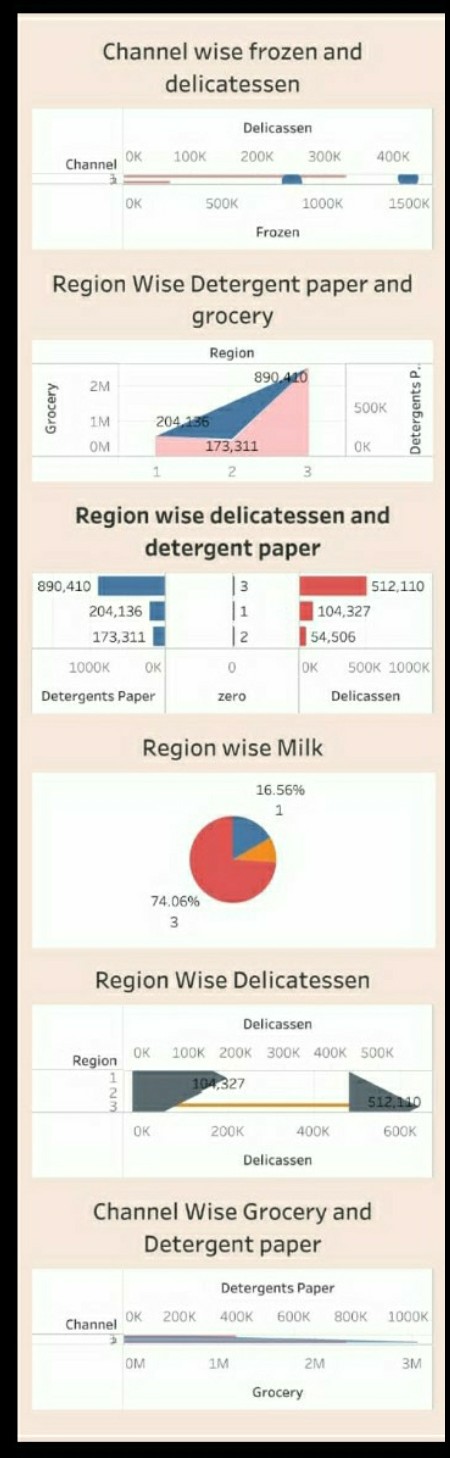 Channel wise frozen and
delicatessen
Delicassen
0K 100K 200K 300K 400K
Channel
0K 500K 1000K 1500K
Frozen
Region Wise Detergent paper and
grocery
Region
Grocery
2M
1M
0M
890,410
204,136
173,311
500K
0K
Detergents P..
1 2 3
Region wise delicatessen and
detergent paper
890,410 3 512,110
204,136 1 104,327
173,311 2 54,506
1000K 0K 0 0K 500K 1000K
Detergents Paper zero Delicassen
Region wise Milk
16.56%
1
74.06%
3
Region Wise Delicatessen
Delicassen
0K 100K 200K 300K 400K 500K
Region
1
2
3
104,327
512,110
0K 200K 400K 600K
Delicassen
Channel Wise Grocery and
Detergent paper
Detergents Paper
0K 200K 400K 600K 800K 1000K
Channel
0M 1M 2M 3M
Grocery